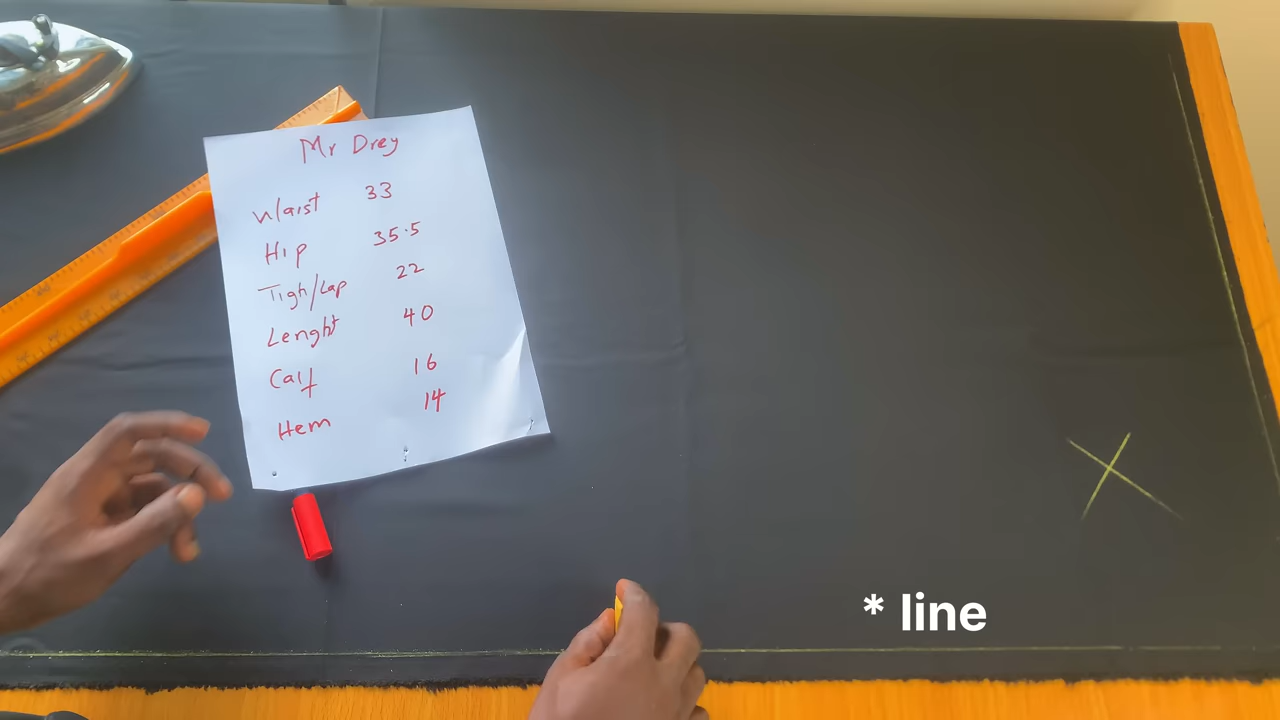 Mr Drey
Waist 33
Hip 35.5
Tigh/Lap 22
Lenght 40
Calf 16
Hem 14
* line